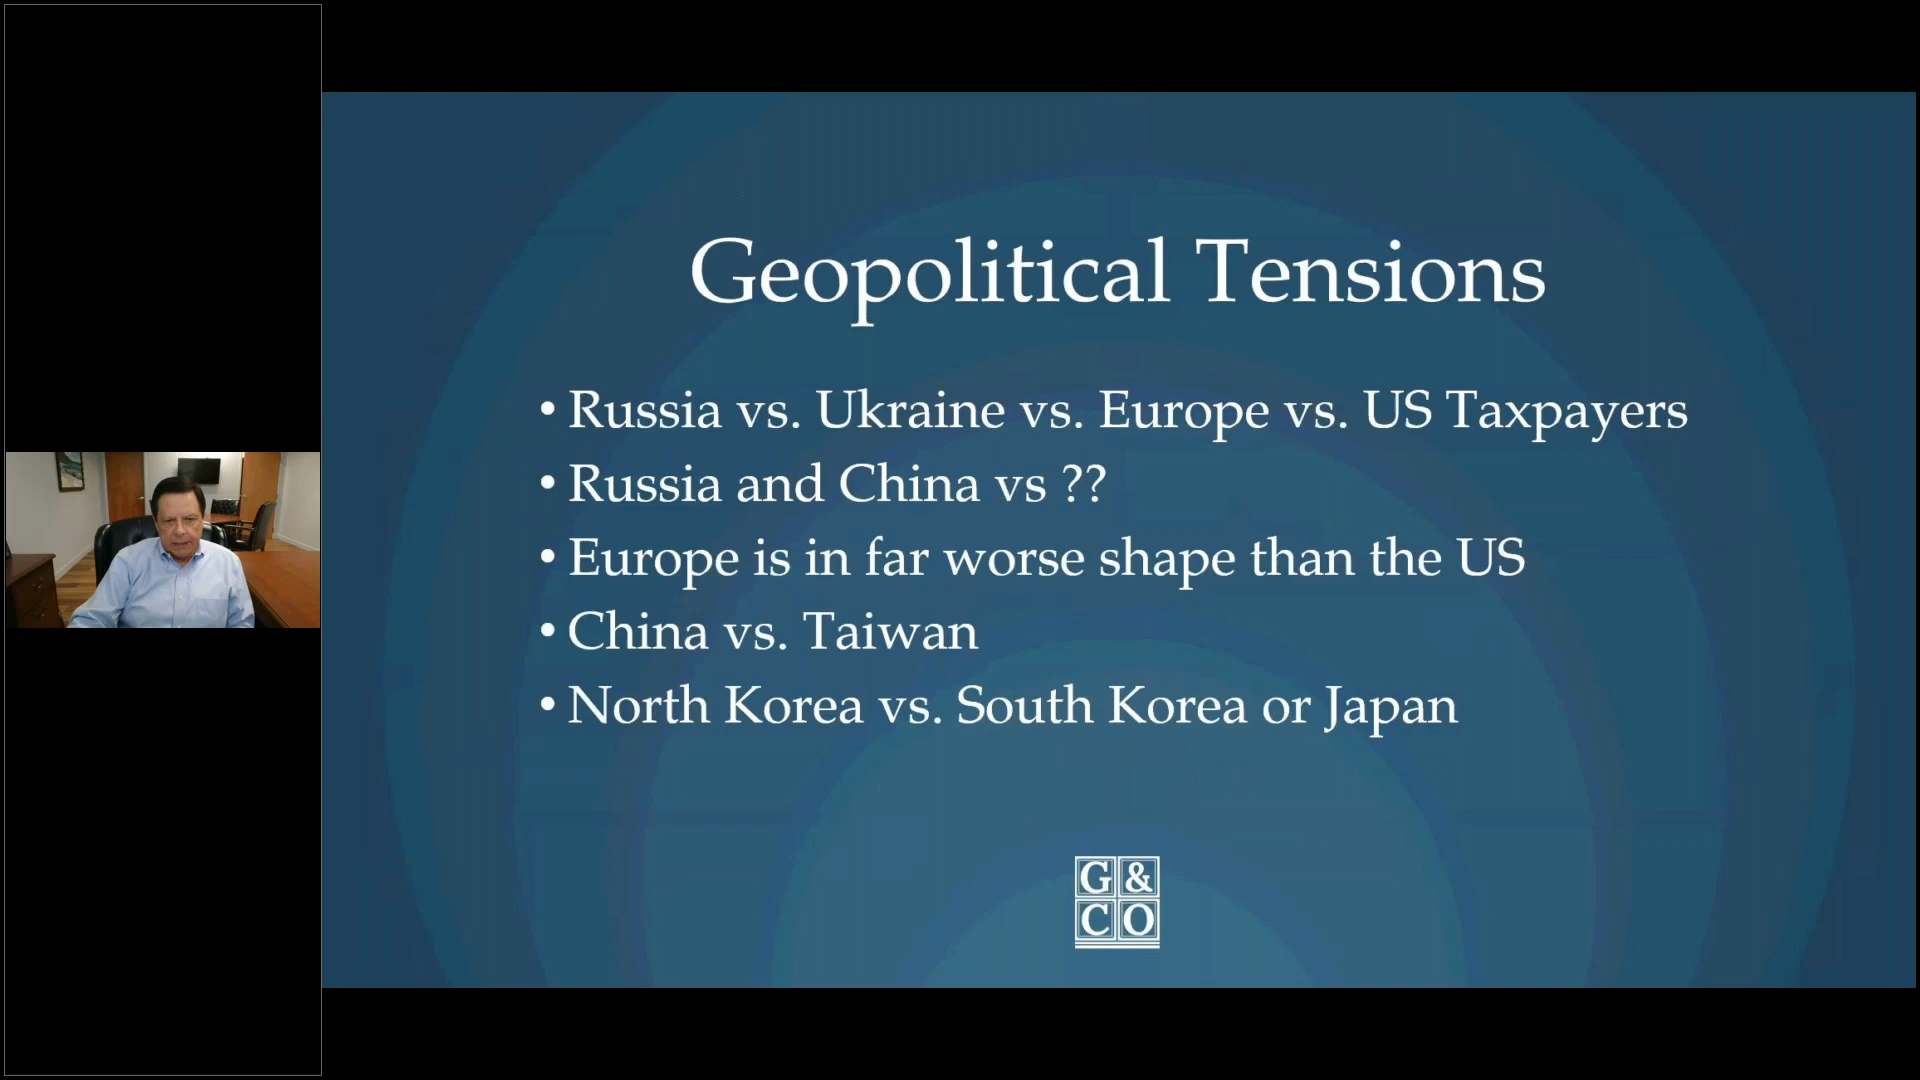 Geopolitical Tensions
• Russia vs. Ukraine vs. Europe vs. US Taxpayers
• Russia and China vs ??
• Europe is in far worse shape than the US
• China vs. Taiwan
• North Korea vs. South Korea or Japan
G&
CO